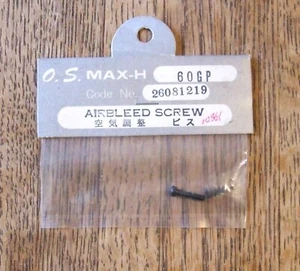 O.S. MAX-H 60GP
Code No. 26081219
AIRBLEED SCREW
空気調整 ビス